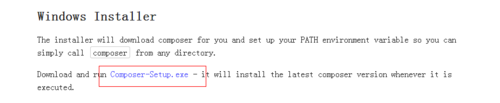 Windows Installer
The installer will download composer for you and set up your PATH environment variable so you can
simply call composer from any directory.
Download and run Composer-Setup.exe - it will install the latest composer version whenever it is
executed.